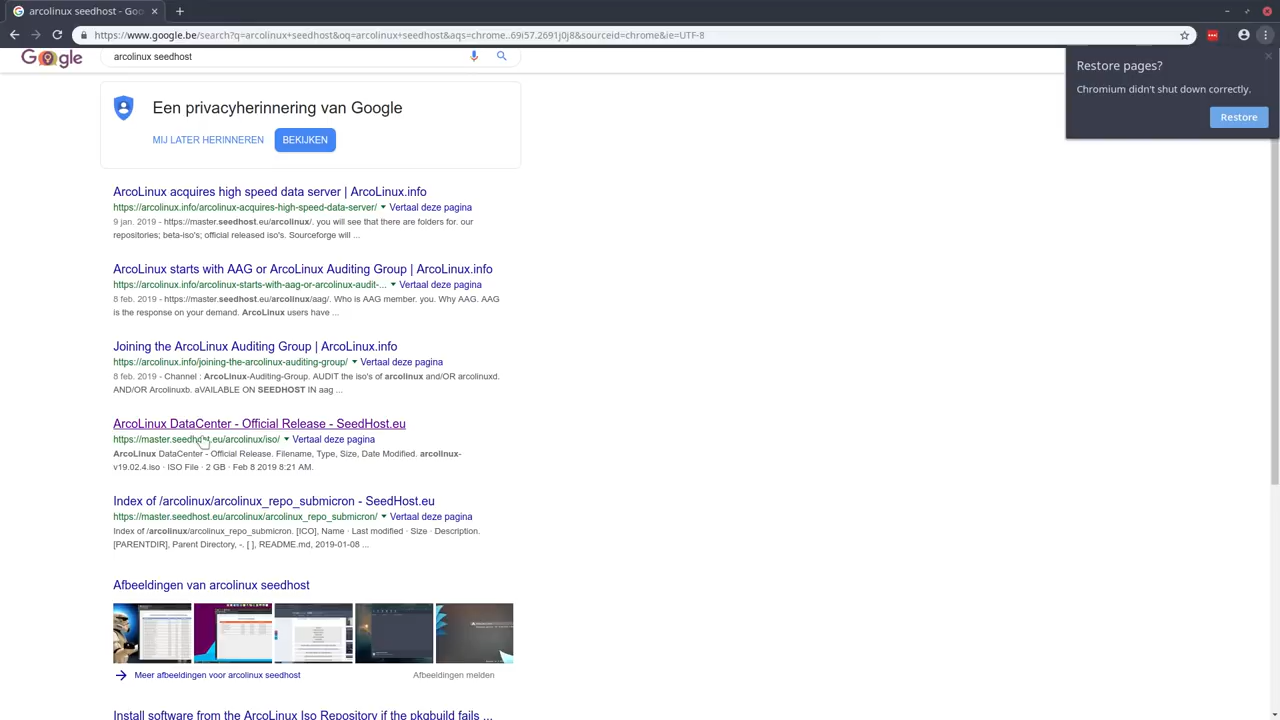 arcolinux seedhost - Goo
https://www.google.be/search?q=arcolinux+seedhost&oq=arcolinux+seedhost&aqs=chrome..69i57.2691j0j8&sourceid=chrome&ie=UTF-8
Google
arcolinux seedhost
Restore pages?
Chromium didn't shut down correctly.
Restore
Een privacyherinnering van Google
MIJ LATER HERINNEREN BEKIJKEN
ArcoLinux acquires high speed data server | ArcoLinux.info
https://arcolinux.info/arcolinux-acquires-high-speed-data-server/ Vertaal deze pagina
9 jan. 2019 - https://master.seedhost.eu/arcolinux/. you will see that there are folders for. our
repositories; beta-iso's; official released iso's. Sourceforge will ...
ArcoLinux starts with AAG or ArcoLinux Auditing Group | ArcoLinux.info
https://arcolinux.info/arcolinux-starts-with-aag-or-arcolinux-audit-... Vertaal deze pagina
8 feb. 2019 - https://master.seedhost.eu/arcolinux/aag/. Who is AAG member. you. Why AAG. AAG
is the response on your demand. ArcoLinux users have ...
Joining the ArcoLinux Auditing Group | ArcoLinux.info
https://arcolinux.info/joining-the-arcolinux-auditing-group/ Vertaal deze pagina
8 feb. 2019 - Channel : ArcoLinux-Auditing-Group. AUDIT the iso's of arcolinux and/OR arcolinuxd.
AND/OR Arcolinuxb. aVAILABLE ON SEEDHOST IN aag ...
ArcoLinux DataCenter - Official Release - SeedHost.eu
https://master.seedhost.eu/arcolinux/iso/ Vertaal deze pagina
ArcoLinux DataCenter - Official Release. Filename, Type, Size, Date Modified. arcolinux-
v19.02.4.iso · ISO File · 2 GB · Feb 8 2019 8:21 AM.
Index of /arcolinux/arcolinux_repo_submicron - SeedHost.eu
https://master.seedhost.eu/arcolinux/arcolinux_repo_submicron/ Vertaal deze pagina
Index of /arcolinux/arcolinux_repo_submicron. [ICO], Name · Last modified · Size · Description.
[PARENTDIR], Parent Directory, -. [ ], README.md, 2019-01-08 ...
Afbeeldingen van arcolinux seedhost
Meer afbeeldingen voor arcolinux seedhost Afbeeldingen melden
Install software from the ArcoLinux Iso Repository if the pkgbuild fails ...